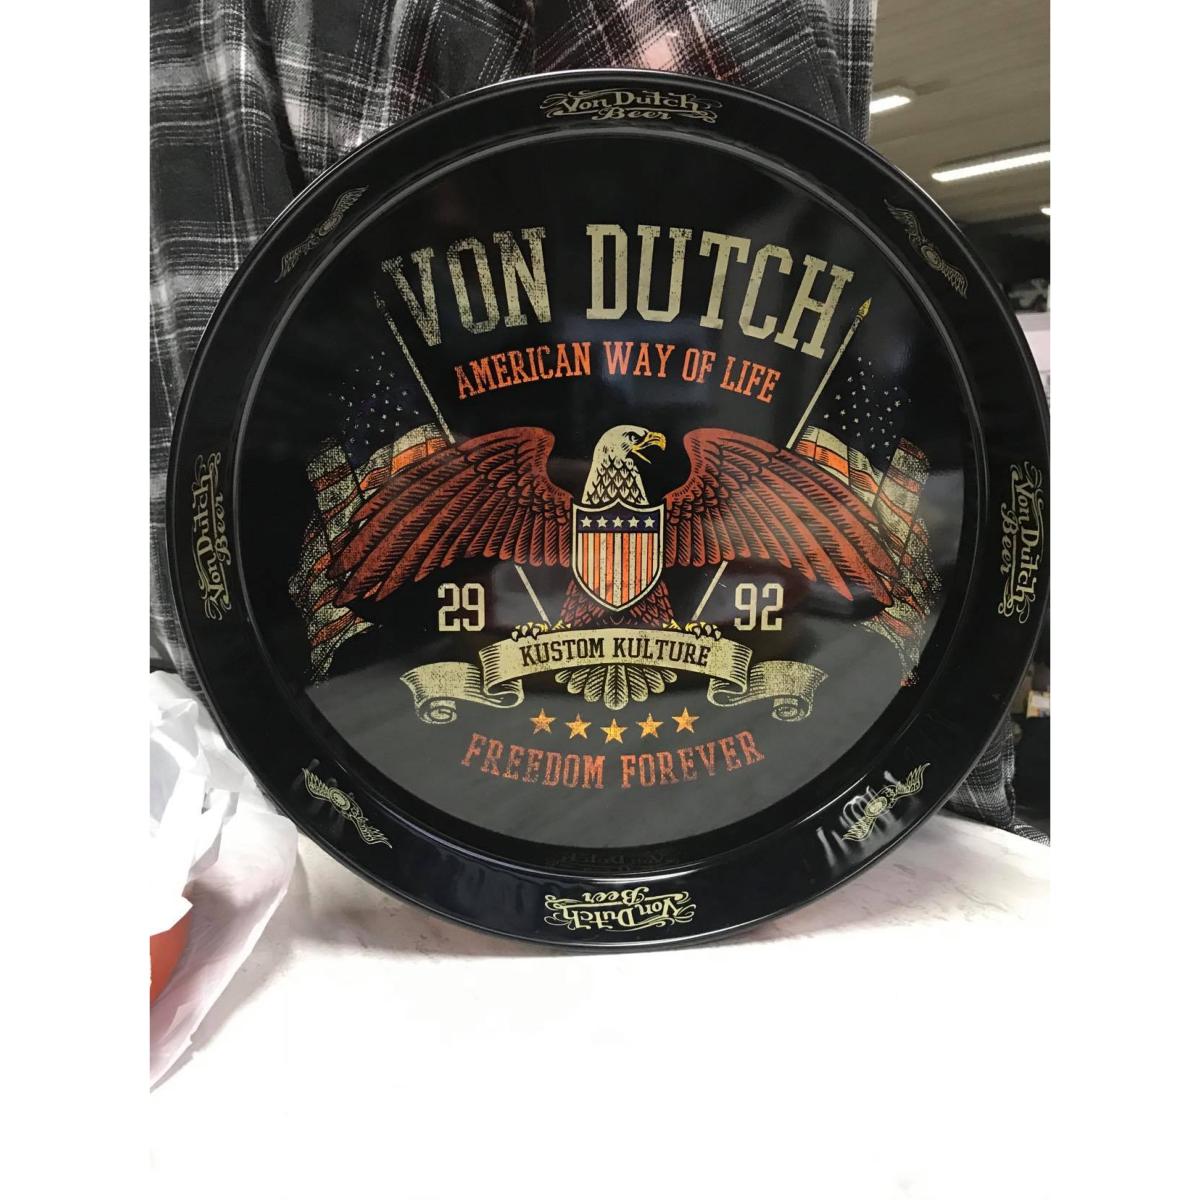 Von Dutch
Beer
VON DUTCH
AMERICAN WAY OF LIFE
29 92
KUSTOM KULTURE
FREEDOM FOREVER
Von Dutch
Beer
Von Dutch
Beer
Von Dutch
Beer